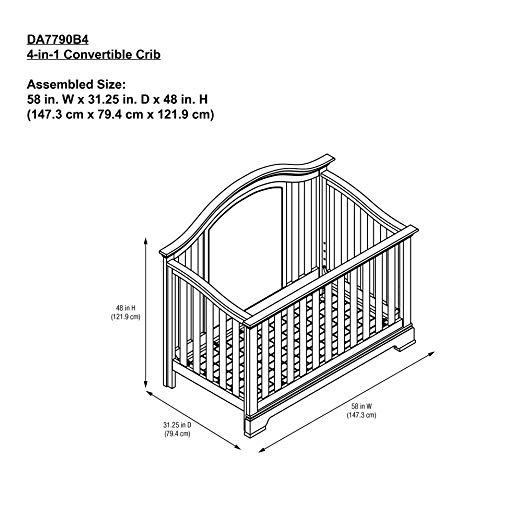 DA7790B4
4-in-1 Convertible Crib
Assembled Size:
58 in. W x 31.25 in. D x 48 in. H
(147.3 cm x 79.4 cm x 121.9 cm)
48 in H
(121.9 cm)
31.25 in D
(79.4 cm)
58 in W
(147.3 cm)